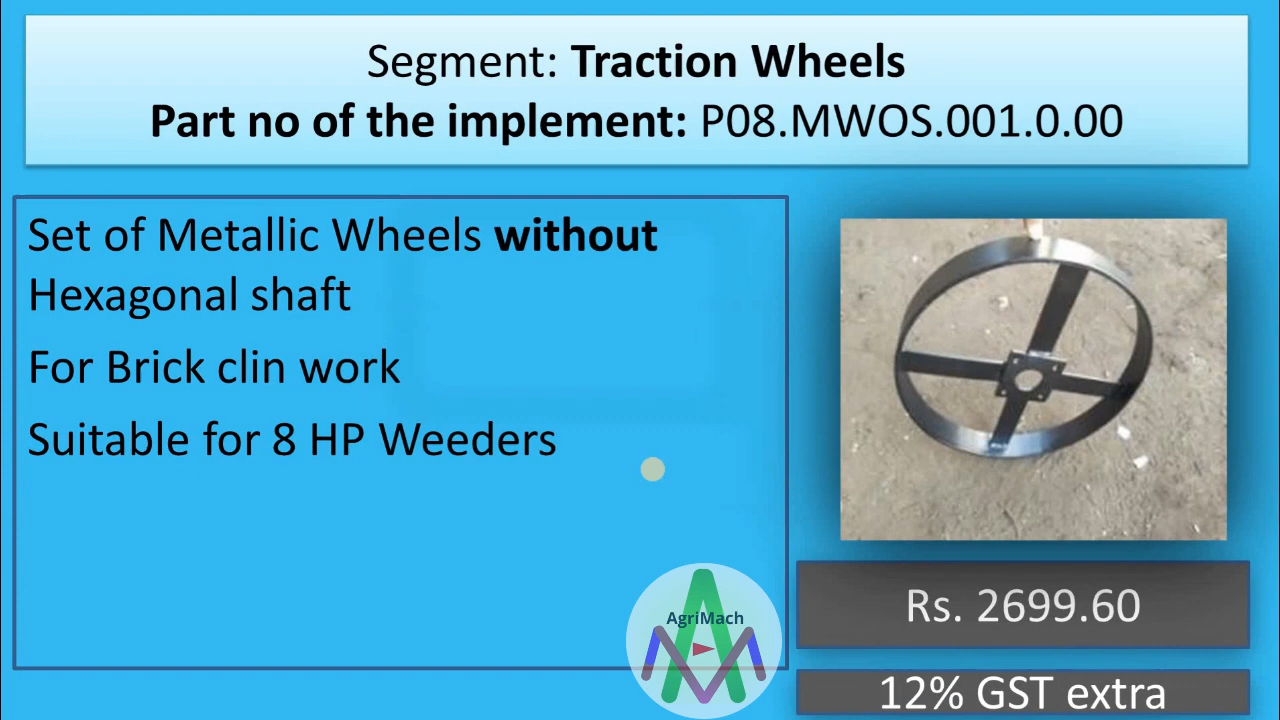 Segment: Traction Wheels
Part no of the implement: P08.MWOS.001.0.00
Set of Metallic Wheels without
Hexagonal shaft
For Brick clin work
Suitable for 8 HP Weeders
AgriMach
Rs. 2699.60
12% GST extra